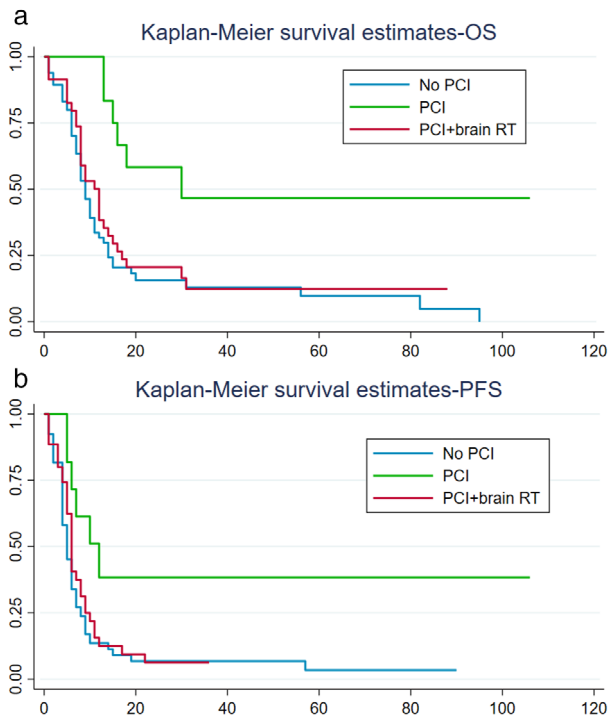 a
Kaplan-Meier survival estimates-OS
1.00
0.75
0.50
0.25
0.00
No PCI
PCI
PCI+brain RT
0 20 40 60 80 100 120
b
Kaplan-Meier survival estimates-PFS
1.00
0.75
0.50
0.25
0.00
No PCI
PCI
PCI+brain RT
0 20 40 60 80 100 120